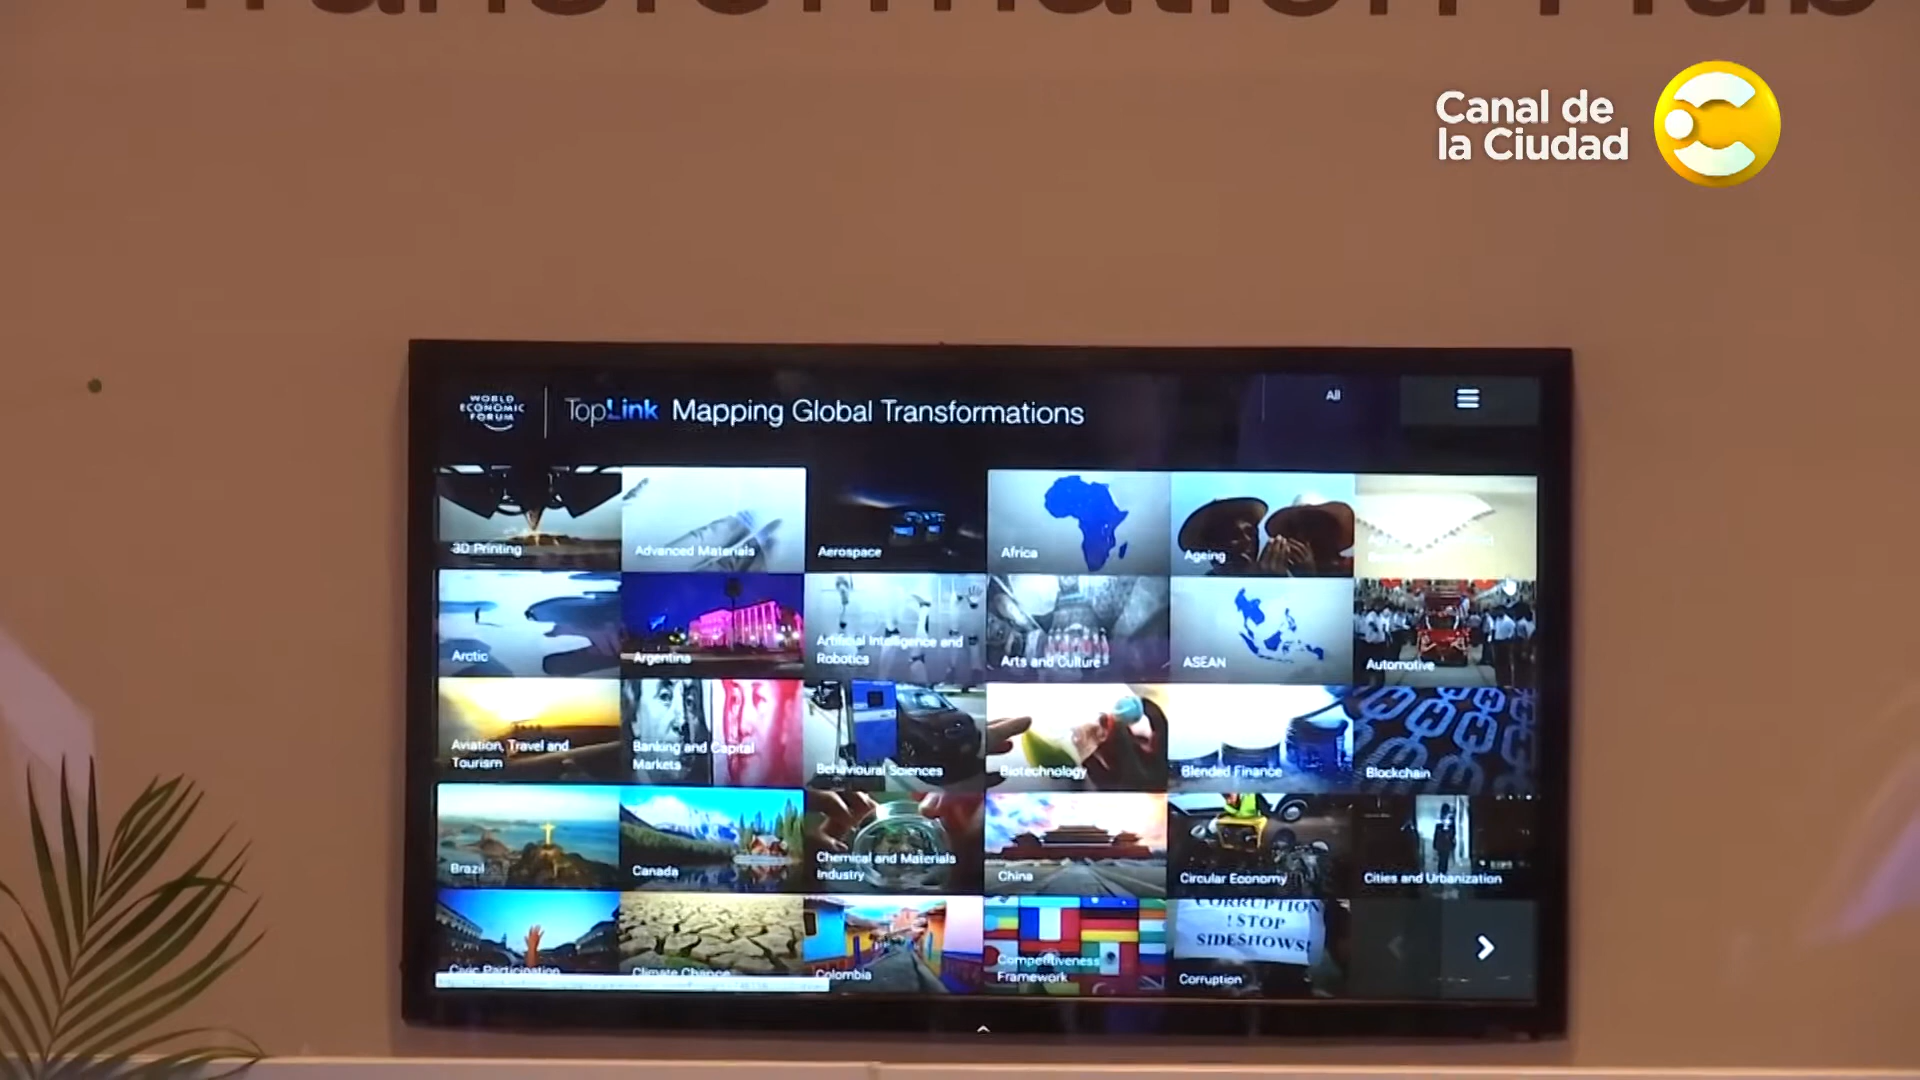 Transformation Hub
Canal de
la Ciudad
WORLD
ECONOMIC
FORUM
TopLink Mapping Global Transformations
All
3D Printing
Advanced Materials
Aerospace
Africa
Ageing
Arctic
Argentina
Artificial Intelligence and
Robotics
Arts and Culture
ASEAN
Automotive
Aviation, Travel and
Tourism
Banking and Capital
Markets
Behavioural Sciences
Biotechnology
Blended Finance
Blockchain
Brazil
Canada
Chemical and Materials
Industry
China
Circular Economy
Cities and Urbanization
Civic Participation
Climate Change
Colombia
Competitiveness
Framework
CORRUPTION
! STOP
SIDESHOWS!
Corruption